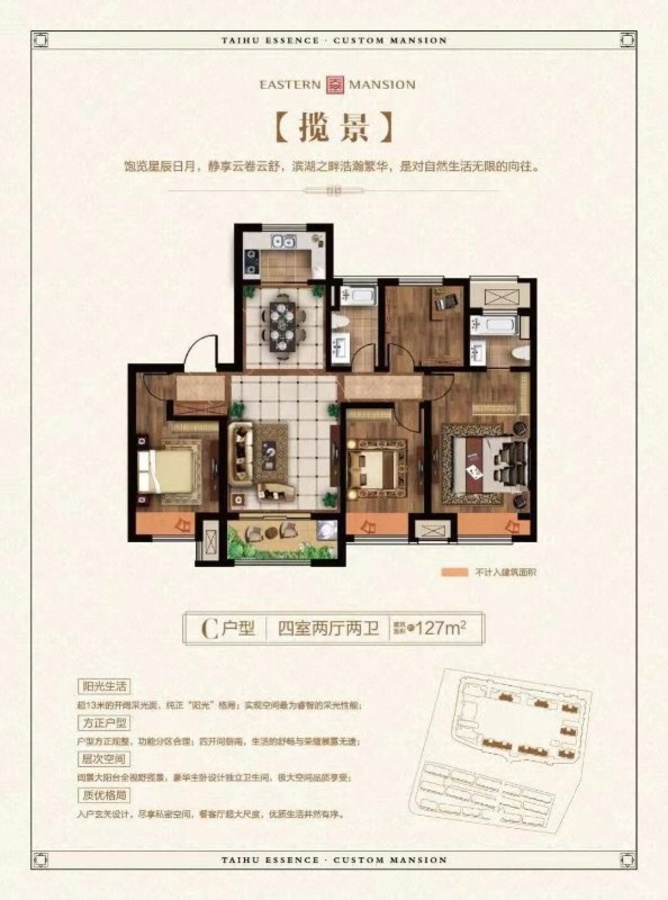 TAIHU ESSENCE · CUSTOM MANSION
EASTERN MANSION
【揽景】
饱览星辰日月，静享云卷云舒，滨湖之畔浩瀚繁华，是对自然生活无限的向往。
不计入建筑面积
C户型 四室两厅两卫 建筑面积约127m²
阳光生活
超13米的开阔采光面，纯正“阳光”格局；实现空间最为睿智的采光性能；
方正户型
户型方正规整，功能分区合理；四开间朝南，生活的舒畅与荣耀展露无遗；
层次空间
阔景大阳台全视野揽景，豪华主卧设计独立卫生间，极大空间品质享受；
质优格局
入户玄关设计，尽享私密空间，餐客厅超大尺度，优质生活井然有序。
TAIHU ESSENCE · CUSTOM MANSION